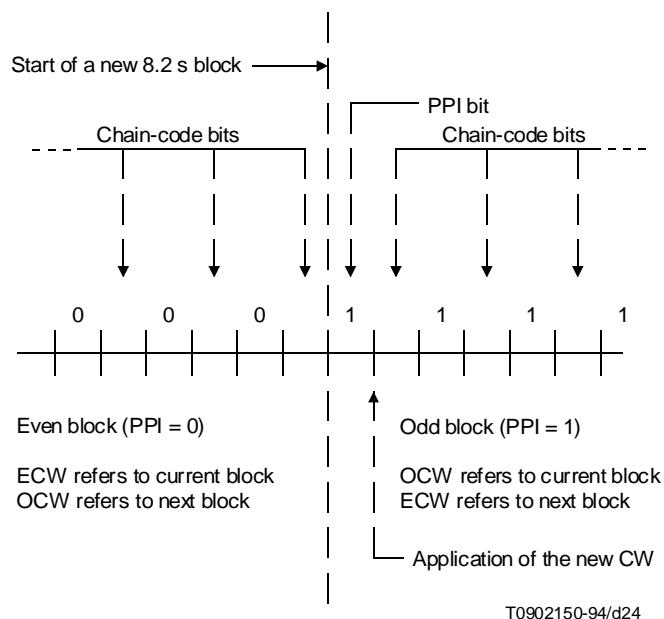 Start of a new 8.2 s block
PPI bit
Chain-code bits
Chain-code bits
0 0 0 1 1 1 1
Even block (PPI = 0)
ECW refers to current block
OCW refers to next block
Odd block (PPI = 1)
OCW refers to current block
ECW refers to next block
Application of the new CW
T0902150-94/d24